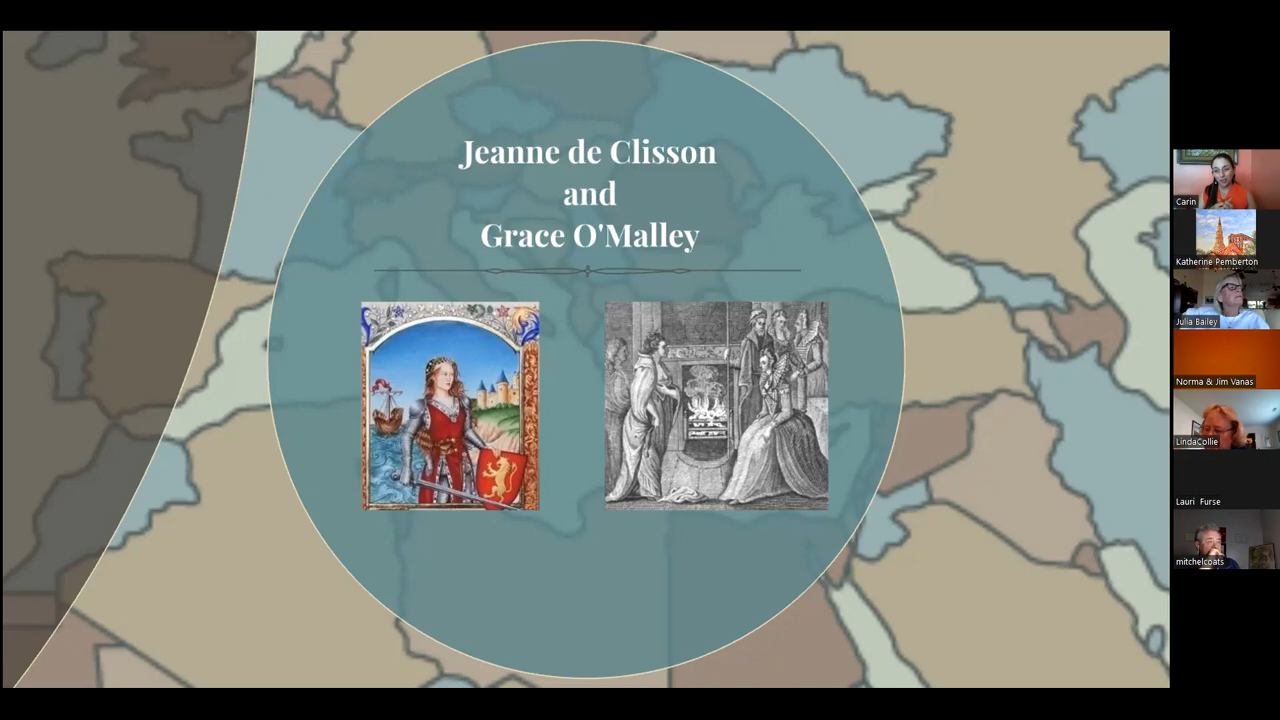 Jeanne de Clisson
and
Grace O'Malley
Carin
Katherine Pemberton
Julia Bailey
Norma & Jim Vanas
LindaCollie
Lauri Furse
mitchelcoats